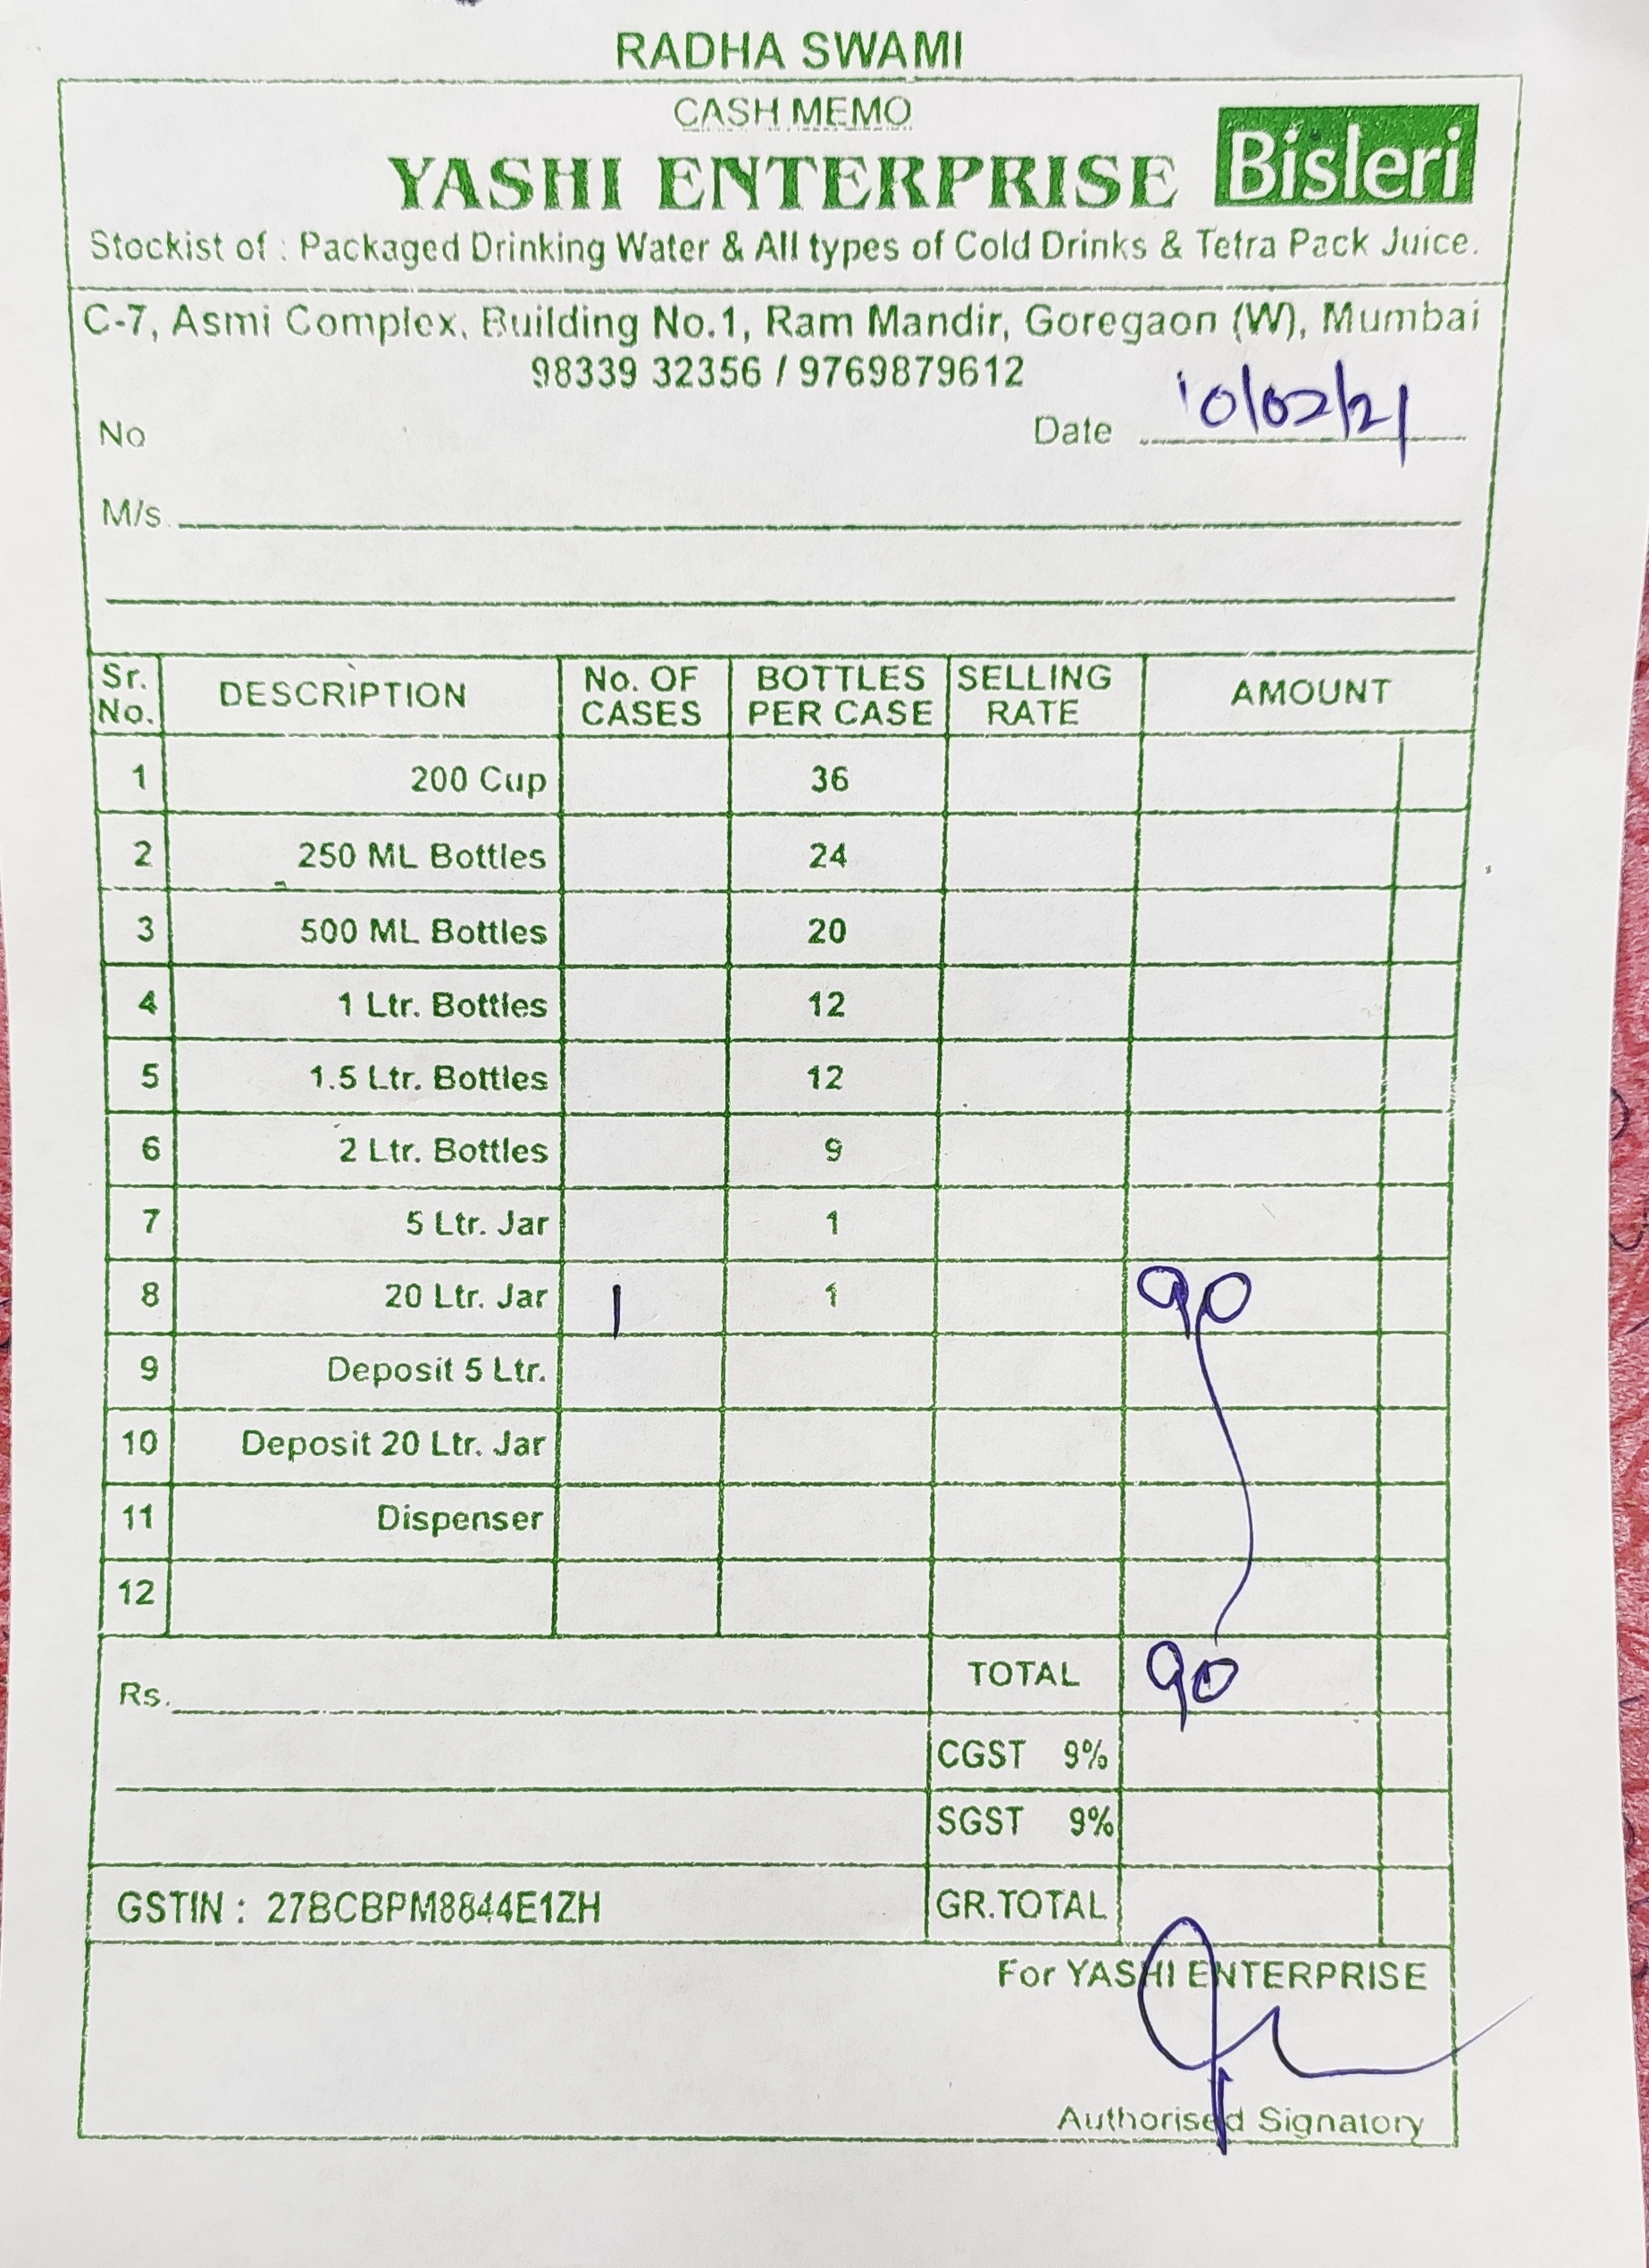 RADHA SWAMI
CASH MEMO
YASHI ENTERPRISE Bisleri
Stockist of : Packaged Drinking Water & All types of Cold Drinks & Tetra Pack Juice.
C-7, Asmi Complex, Building No.1, Ram Mandir, Goregaon (W), Mumbai
98339 32356 / 9769879612
No Date 10/02/21
M/s.
Sr. No. DESCRIPTION No. OF CASES BOTTLES PER CASE SELLING RATE AMOUNT
1 200 Cup 36
2 250 ML Bottles 24
3 500 ML Bottles 20
4 1 Ltr. Bottles 12
5 1.5 Ltr. Bottles 12
6 2 Ltr. Bottles 9
7 5 Ltr. Jar 1
8 20 Ltr. Jar 1 1 90
9 Deposit 5 Ltr.
10 Deposit 20 Ltr. Jar
11 Dispenser
12
Rs. TOTAL 90
CGST 9%
SGST 9%
GSTIN : 27BCBPM8844E1ZH GR.TOTAL
For YASHI ENTERPRISE
Authorised Signatory